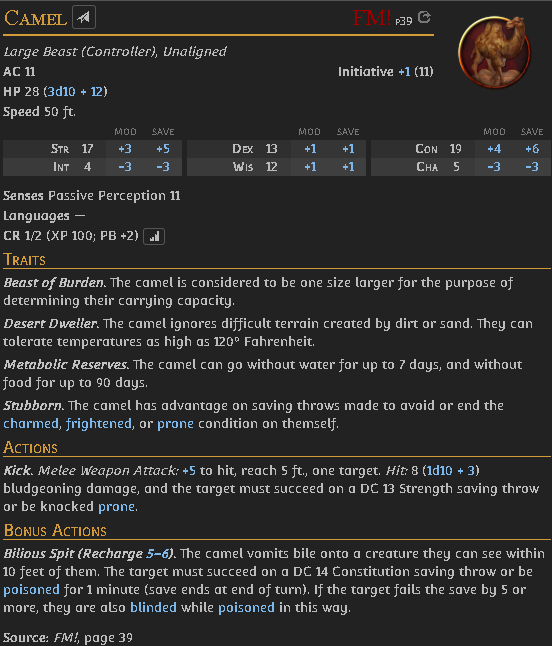 CAMEL FM! P39
Large Beast (Controller), Unaligned
AC 11 Initiative +1 (11)
HP 28 (3d10 + 12)
Speed 50 ft.
MOD SAVE MOD SAVE MOD SAVE
STR 17 +3 +5 DEX 13 +1 +1 CON 19 +4 +6
INT 4 −3 −3 WIS 12 +1 +1 CHA 5 −3 −3
Senses Passive Perception 11
Languages —
CR 1/2 (XP 100; PB +2)
TRAITS
Beast of Burden. The camel is considered to be one size larger for the purpose of
determining their carrying capacity.
Desert Dweller. The camel ignores difficult terrain created by dirt or sand. They can
tolerate temperatures as high as 120° Fahrenheit.
Metabolic Reserves. The camel can go without water for up to 7 days, and without
food for up to 90 days.
Stubborn. The camel has advantage on saving throws made to avoid or end the
charmed, frightened, or prone condition on themself.
ACTIONS
Kick. Melee Weapon Attack: +5 to hit, reach 5 ft., one target. Hit: 8 (1d10 + 3)
bludgeoning damage, and the target must succeed on a DC 13 Strength saving throw
or be knocked prone.
BONUS ACTIONS
Bilious Spit (Recharge 5–6). The camel vomits bile onto a creature they can see within
10 feet of them. The target must succeed on a DC 14 Constitution saving throw or be
poisoned for 1 minute (save ends at end of turn). If the target fails the save by 5 or
more, they are also blinded while poisoned in this way.
Source: FM!, page 39